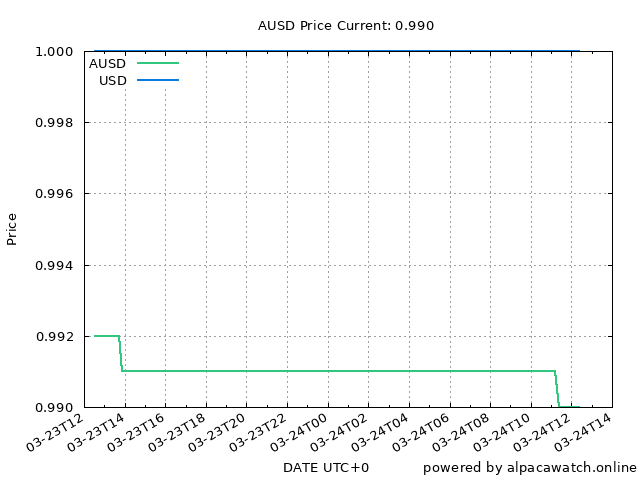 AUSD Price Current: 0.990
1.000
AUSD
USD
0.998
0.996
Price
0.994
0.992
0.990
03-23T12
03-23T14
03-23T16
03-23T18
03-23T20
03-23T22
03-24T00
03-24T02
03-24T04
03-24T06
03-24T08
03-24T10
03-24T12
03-24T14
DATE UTC+0
powered by alpacawatch.online